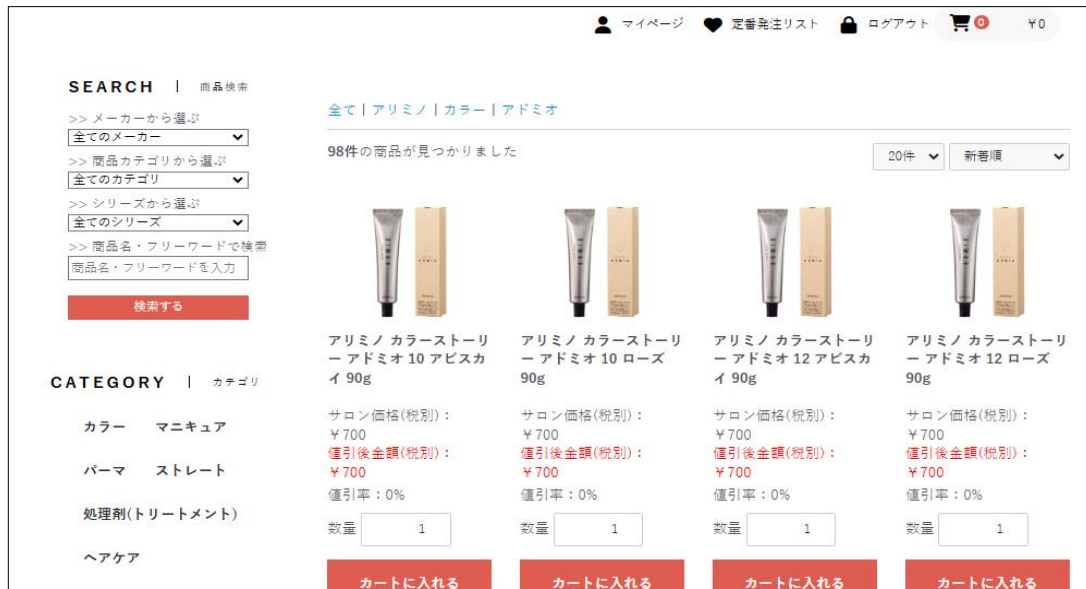 マイページ 定番発注リスト ログアウト 0 ￥0
SEARCH | 商品検索
>> メーカーから選ぶ
全てのメーカー
>> 商品カテゴリから選ぶ
全てのカテゴリ
>> シリーズから選ぶ
全てのシリーズ
>> 商品名・フリーワードで検索
商品名・フリーワードを入力
検索する
CATEGORY | カテゴリ
カラー マニキュア
パーマ ストレート
処理剤(トリートメント)
ヘアケア
全て | アリミノ | カラー | アドミオ
98件の商品が見つかりました
20件 新着順
アリミノ カラーストーリ
ー アドミオ 10 アビスカ
イ 90g
サロン価格(税別)：
￥700
値引後金額(税別)：
￥700
値引率：0%
数量 1
カートに入れる
アリミノ カラーストーリ
ー アドミオ 10 ローズ
90g
サロン価格(税別)：
￥700
値引後金額(税別)：
￥700
値引率：0%
数量 1
カートに入れる
アリミノ カラーストーリ
ー アドミオ 12 アビスカ
イ 90g
サロン価格(税別)：
￥700
値引後金額(税別)：
￥700
値引率：0%
数量 1
カートに入れる
アリミノ カラーストーリ
ー アドミオ 12 ローズ
90g
サロン価格(税別)：
￥700
値引後金額(税別)：
￥700
値引率：0%
数量 1
カートに入れる